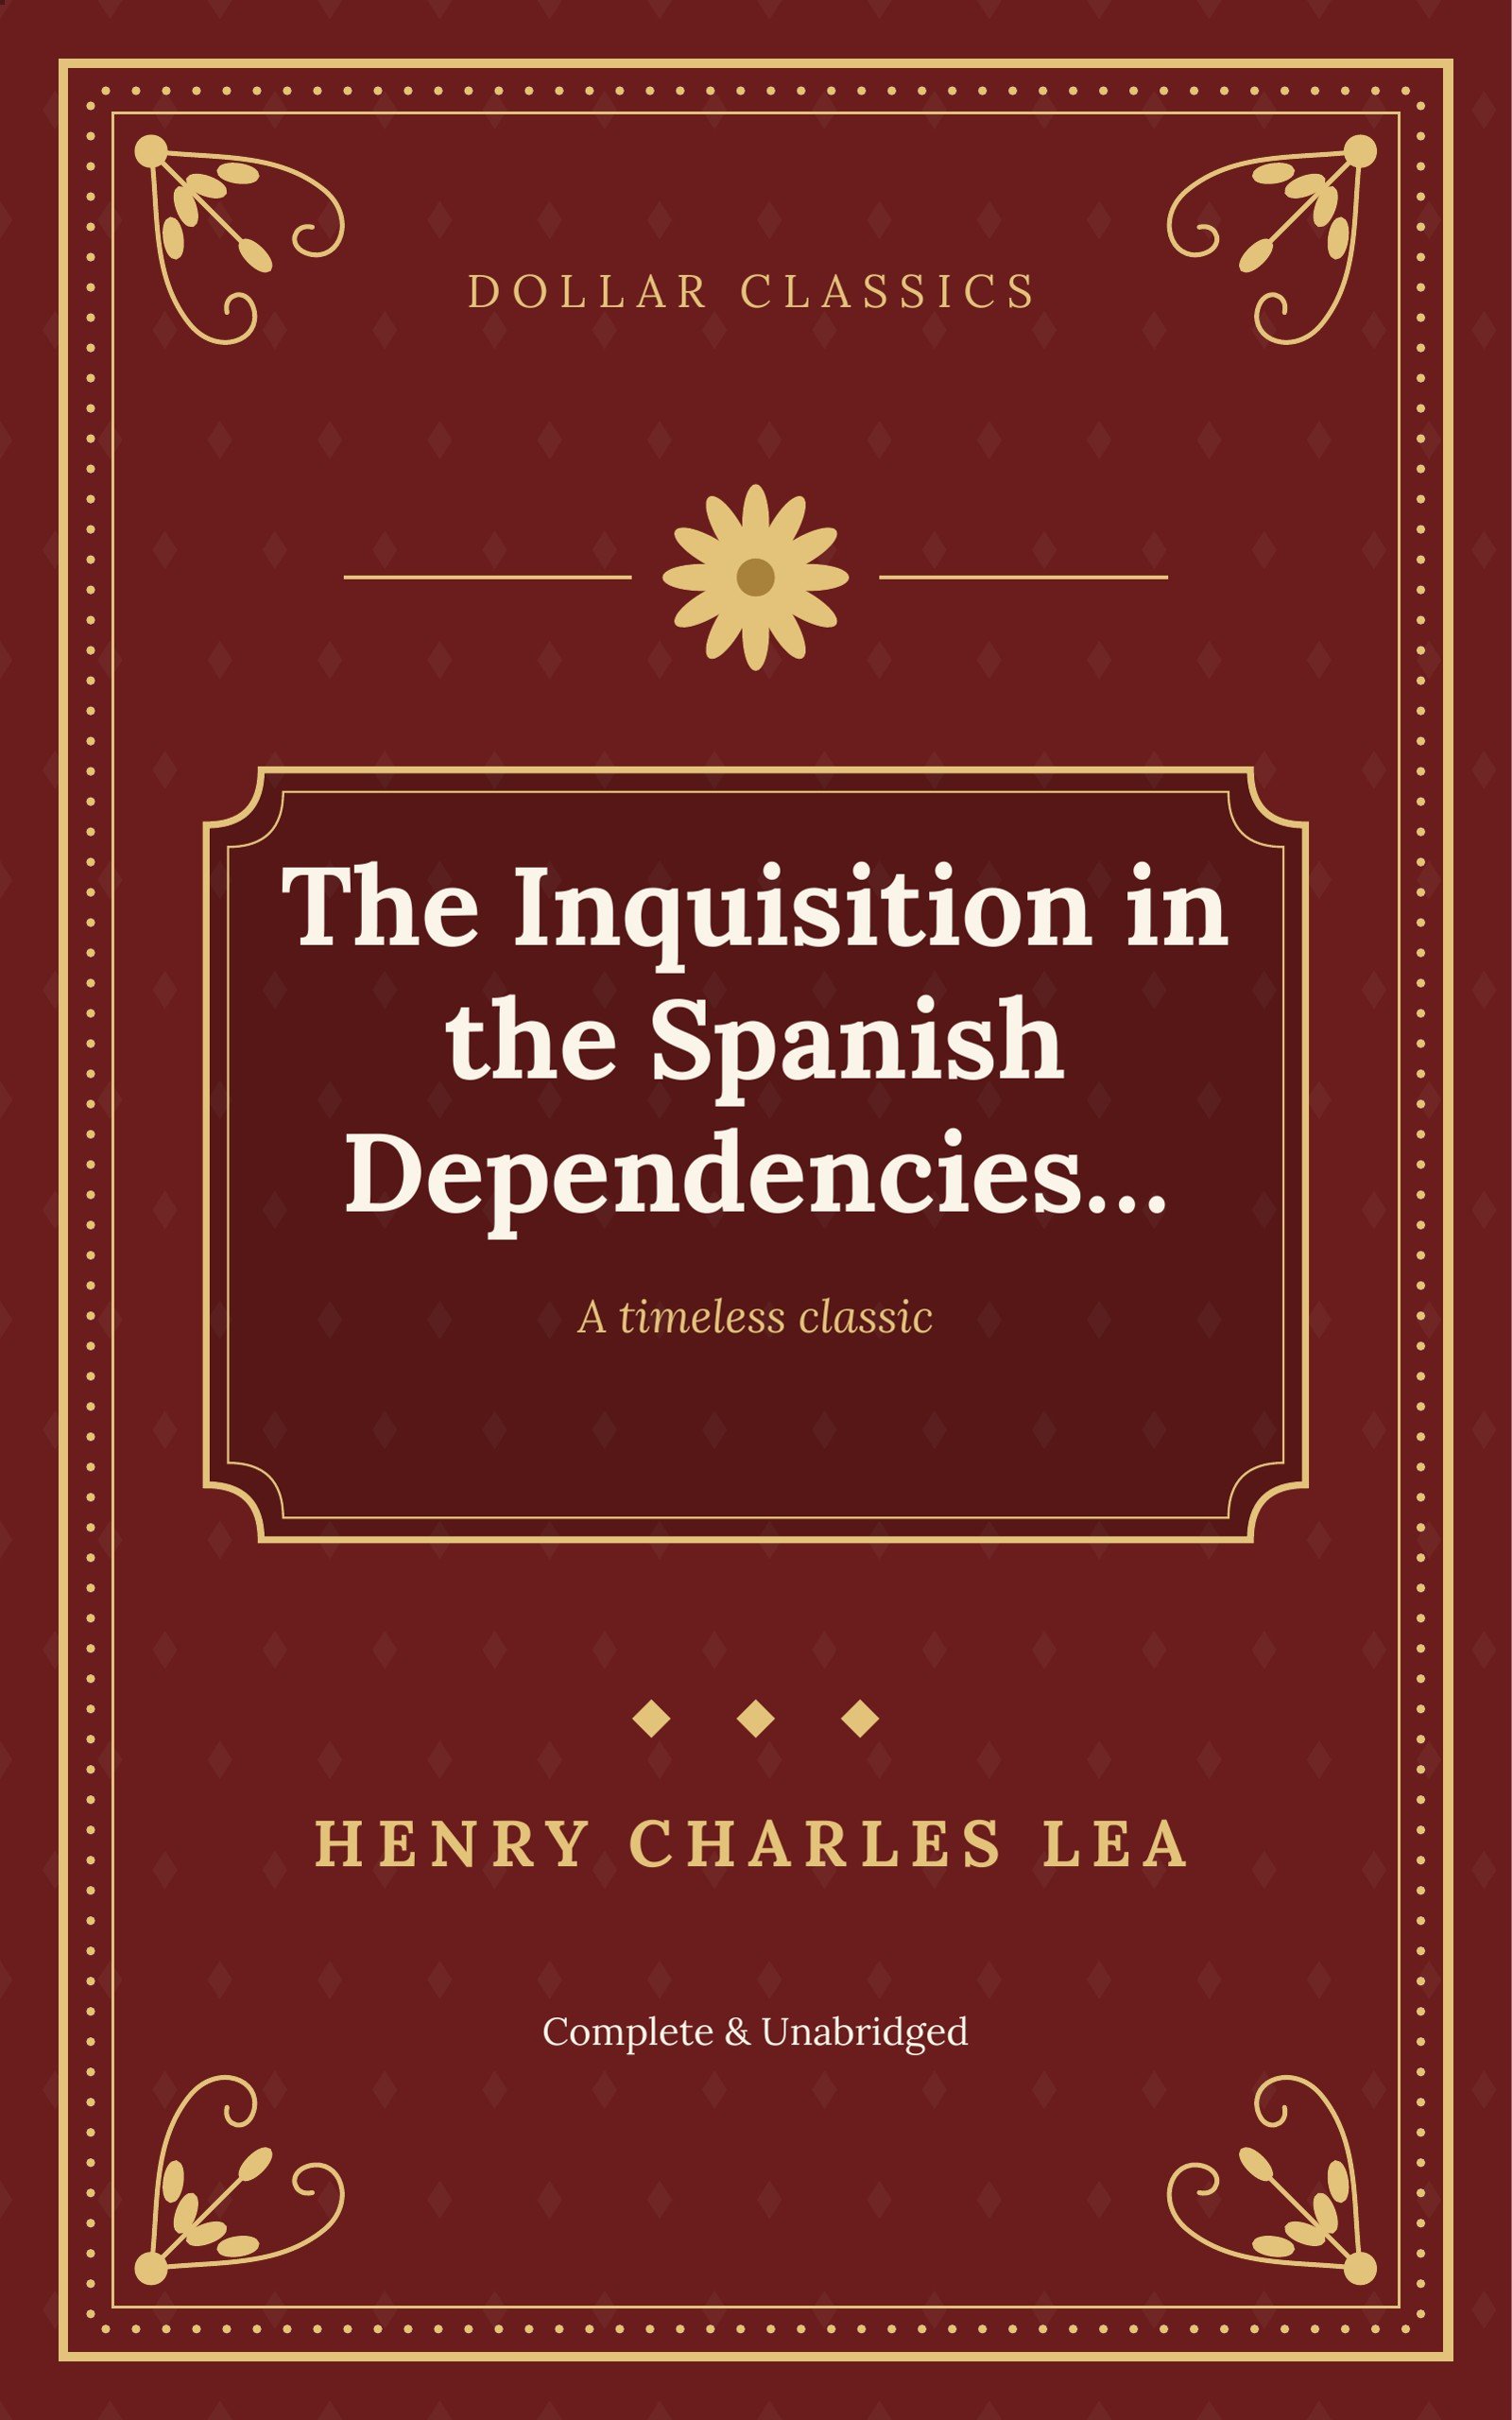 DOLLAR CLASSICS
The Inquisition in
the Spanish
Dependencies...
A timeless classic
HENRY CHARLES LEA
Complete & Unabridged